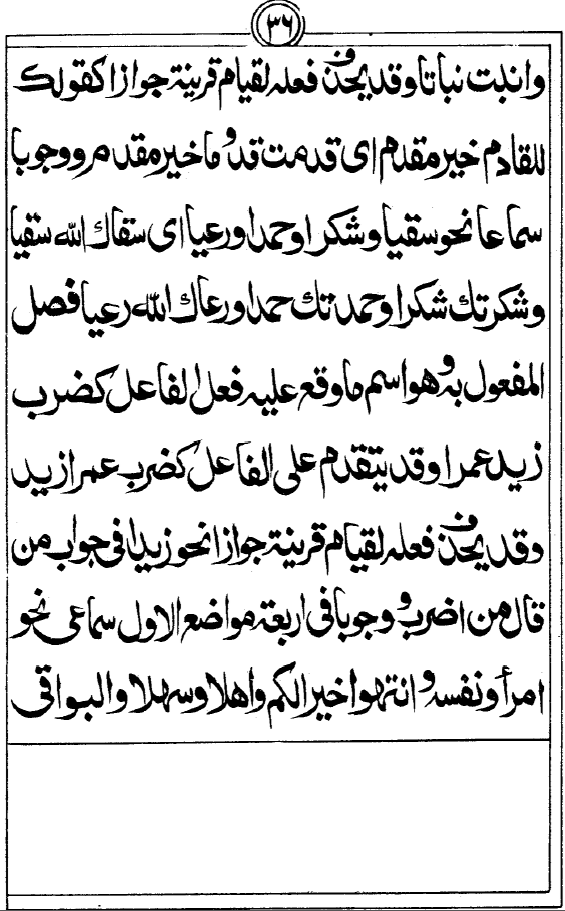 ٣٦
وانبت نباتا وقد يحذف فعله لقيام قرينة جوازا كقولك
للقادم خير مقدم اى قدمت قدوما خير مقدم ووجوبا
سماعا نحو سقيا وشكرا وحمدا ورعيا اى سقاك الله سقيا
وشكرتك شكرا وحمدتك حمدا ورعاك الله رعيا فصل
المفعول به وهو اسم ما وقع عليه فعل الفاعل كضرب
زيد عمرا وقد يتقدم على الفاعل كضرب عمرا زيد
وقد يحذف فعله لقيام قرينة جوازا نحو زيدا فى جواب من
قال من اضرب ووجوبا فى اربعة مواضع الاول سماعى نحو
امرأ ونفسه وانتهوا خيرا لكم واهلا وسهلا والبواقى